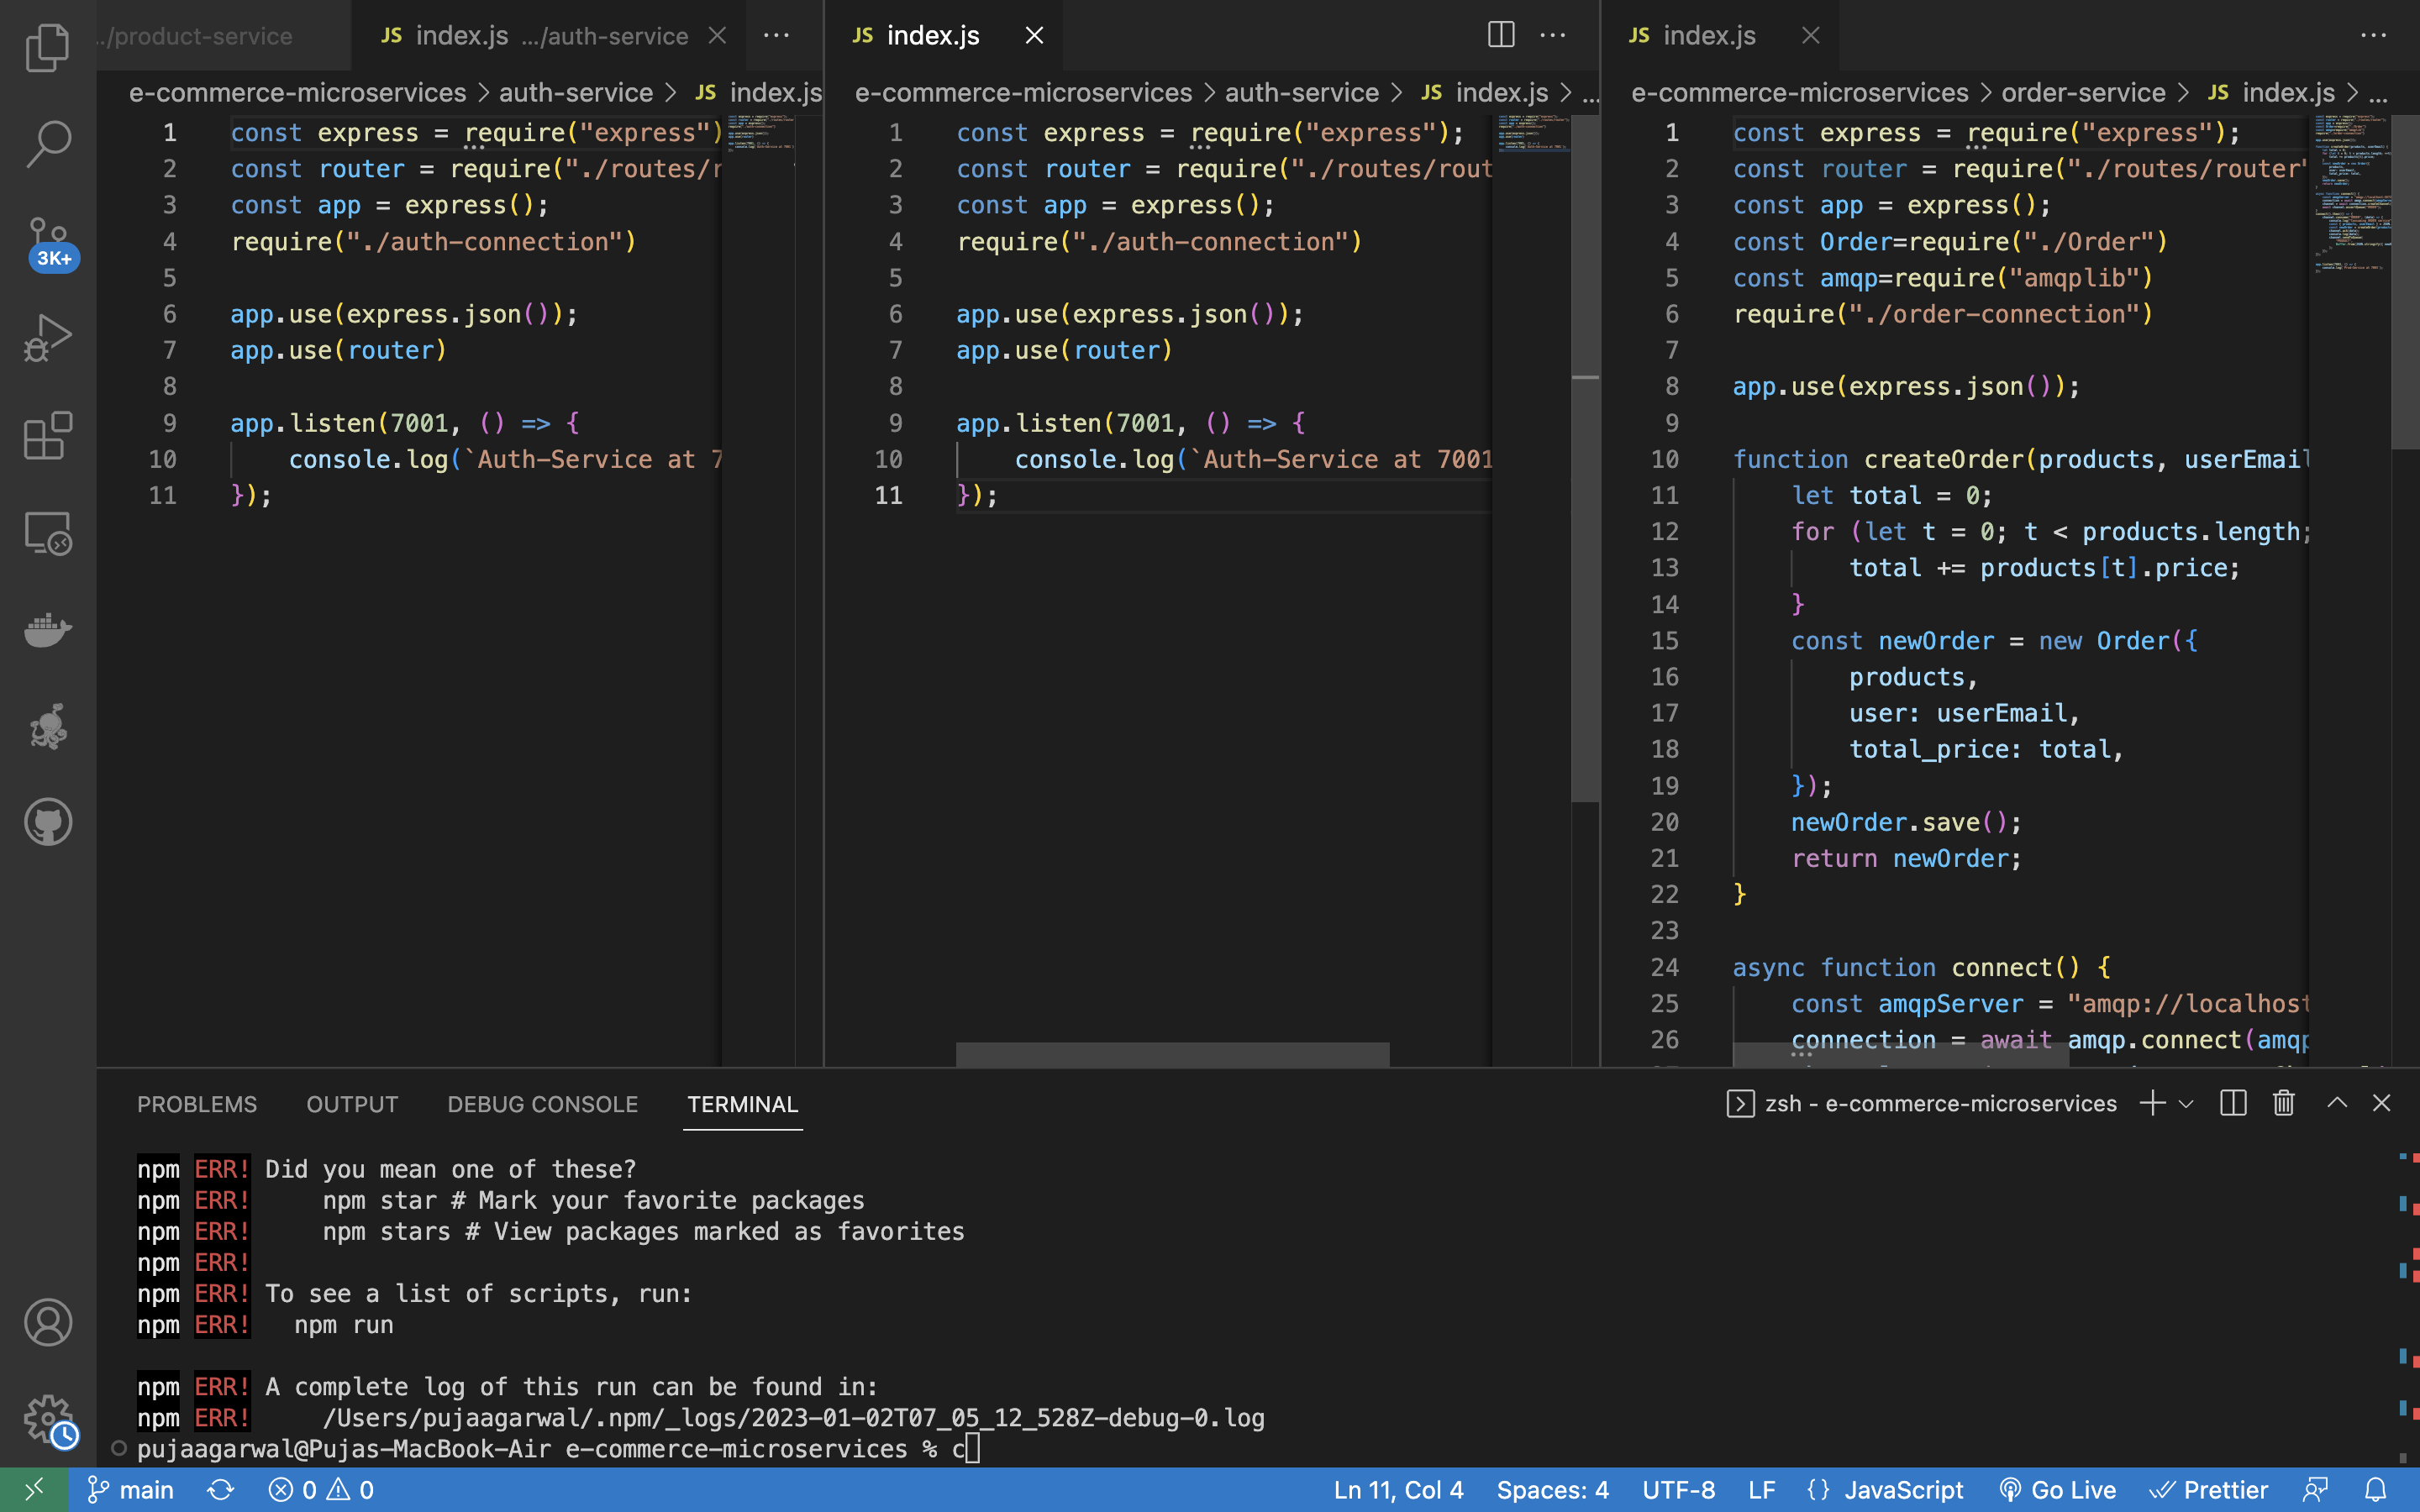 ../product-service
JS index.js .../auth-service
JS index.js
JS index.js
e-commerce-microservices > auth-service > JS index.js
e-commerce-microservices > auth-service > JS index.js > ...
e-commerce-microservices > order-service > JS index.js > ...
1 const express = require("express")
2 const router = require("./routes/r
3 const app = express();
4 require("./auth-connection")
5
6 app.use(express.json());
7 app.use(router)
8
9 app.listen(7001, () => {
10 console.log(`Auth-Service at 7
11 });
1 const express = require("express");
2 const router = require("./routes/rout
3 const app = express();
4 require("./auth-connection")
5
6 app.use(express.json());
7 app.use(router)
8
9 app.listen(7001, () => {
10 console.log(`Auth-Service at 7001
11 });
1 const express = require("express");
2 const router = require("./routes/router"
3 const app = express();
4 const Order=require("./Order")
5 const amqp=require("amqplib")
6 require("./order-connection")
7
8 app.use(express.json());
9
10 function createOrder(products, userEmail
11 let total = 0;
12 for (let t = 0; t < products.length;
13 total += products[t].price;
14 }
15 const newOrder = new Order({
16 products,
17 user: userEmail,
18 total_price: total,
19 });
20 newOrder.save();
21 return newOrder;
22 }
23
24 async function connect() {
25 const amqpServer = "amqp://localhost
26 connection = await amqp.connect(amqp
3K+
PROBLEMS OUTPUT DEBUG CONSOLE TERMINAL
zsh - e-commerce-microservices
npm ERR! Did you mean one of these?
npm ERR! npm star # Mark your favorite packages
npm ERR! npm stars # View packages marked as favorites
npm ERR!
npm ERR! To see a list of scripts, run:
npm ERR! npm run
npm ERR! A complete log of this run can be found in:
npm ERR! /Users/pujaagarwal/.npm/_logs/2023-01-02T07_05_12_528Z-debug-0.log
pujaagarwal@Pujas-MacBook-Air e-commerce-microservices % c
main 0 0
Ln 11, Col 4 Spaces: 4 UTF-8 LF {} JavaScript Go Live Prettier